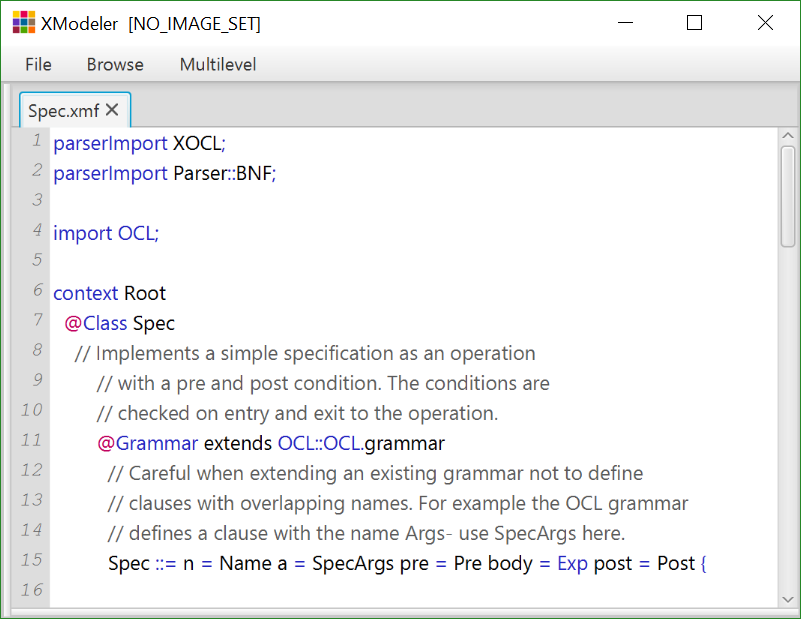 XModeler [NO_IMAGE_SET]
File Browse Multilevel
Spec.xmf
1 parserImport XOCL;
2 parserImport Parser::BNF;
3
4 import OCL;
5
6 context Root
7 @Class Spec
8 // Implements a simple specification as an operation
9 // with a pre and post condition. The conditions are
10 // checked on entry and exit to the operation.
11 @Grammar extends OCL::OCL.grammar
12 // Careful when extending an existing grammar not to define
13 // clauses with overlapping names. For example the OCL grammar
14 // defines a clause with the name Args- use SpecArgs here.
15 Spec ::= n = Name a = SpecArgs pre = Pre body = Exp post = Post {
16